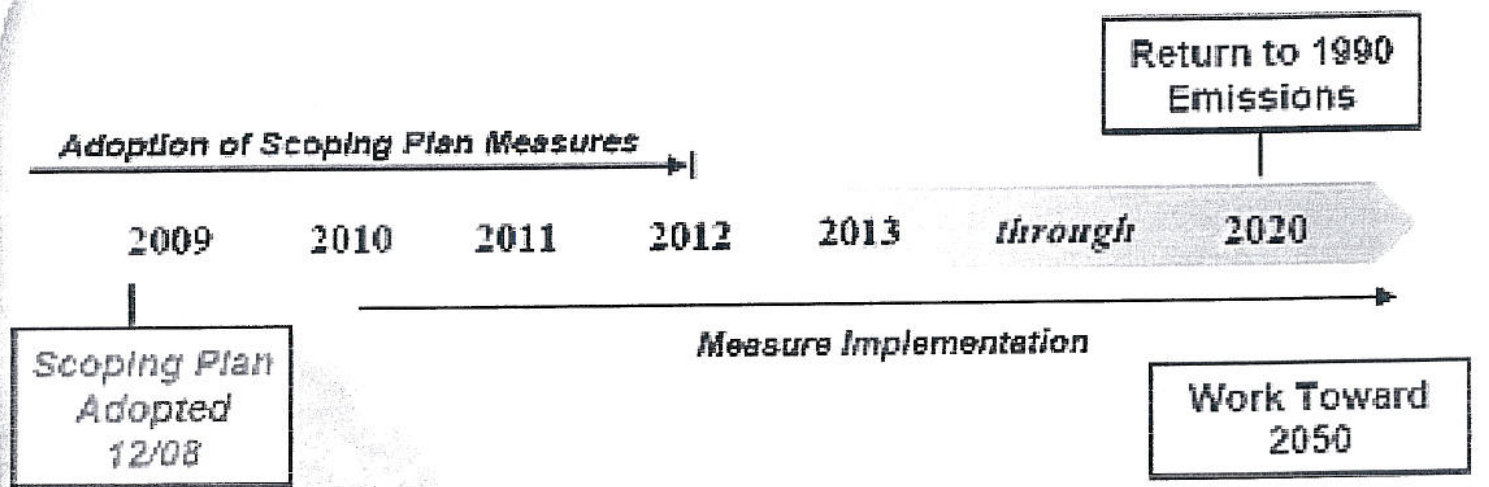 Return to 1990
Emissions
Adoption of Scoping Plan Measures
2009 2010 2011 2012 2013 through 2020
Measure Implementation
Scoping Plan
Adopted
12/08
Work Toward
2050